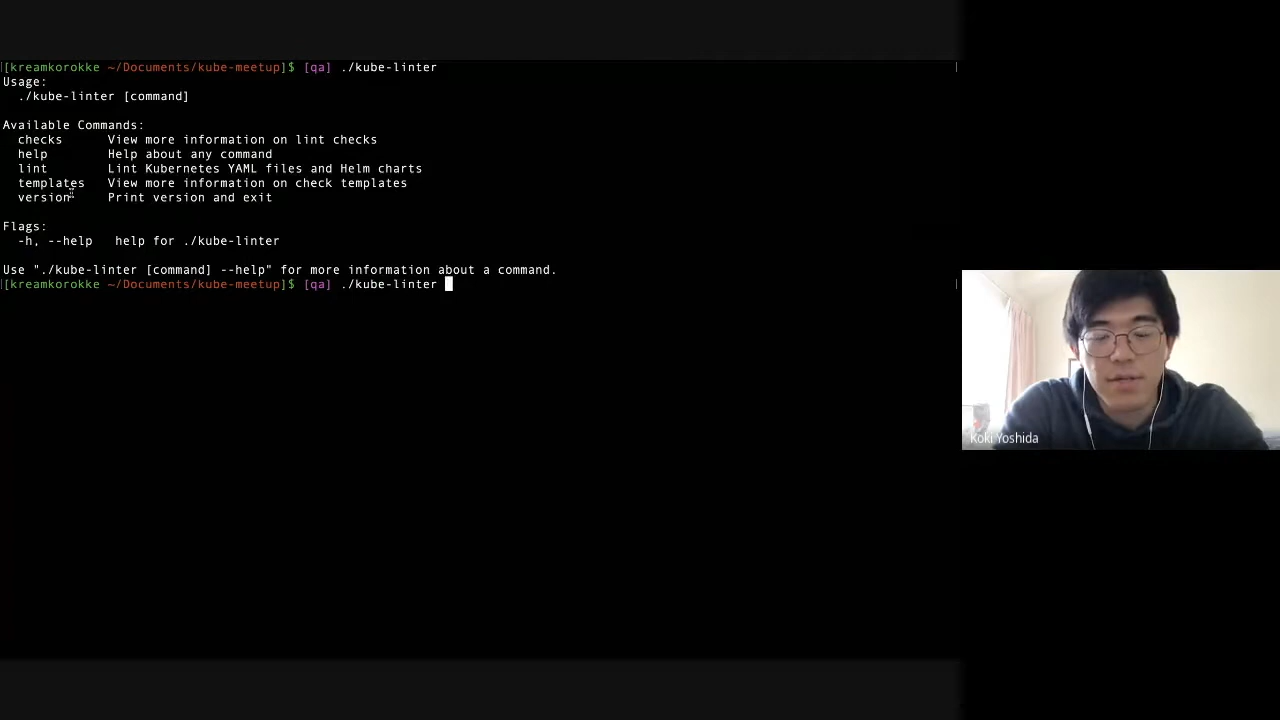 [kreamkorokke ~/Documents/kube-meetup]$ [qa] ./kube-linter
Usage:
./kube-linter [command]
Available Commands:
checks View more information on lint checks
help Help about any command
lint Lint Kubernetes YAML files and Helm charts
templates View more information on check templates
version Print version and exit
Flags:
-h, --help help for ./kube-linter
Use "./kube-linter [command] --help" for more information about a command.
[kreamkorokke ~/Documents/kube-meetup]$ [qa] ./kube-linter
Koki Yoshida